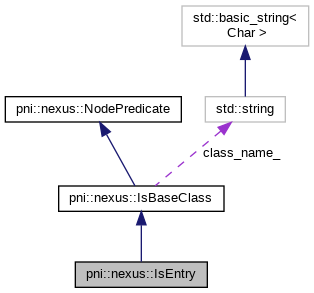 std::basic_string<
Char >
pni::nexus::NodePredicate
std::string
class_name_
pni::nexus::IsBaseClass
pni::nexus::IsEntry